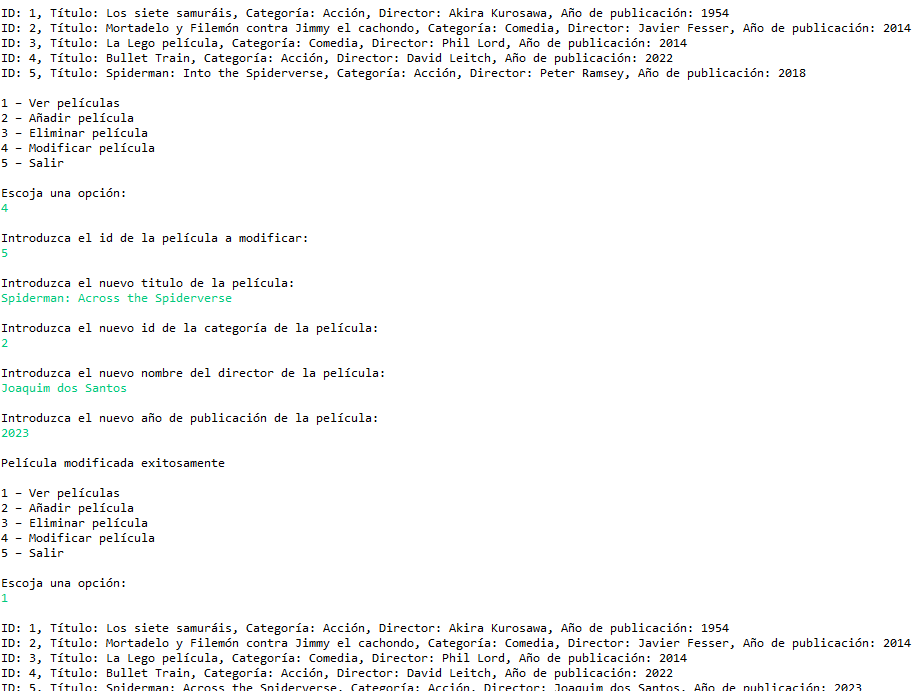 ID: 1, Título: Los siete samuráis, Categoría: Acción, Director: Akira Kurosawa, Año de publicación: 1954
ID: 2, Título: Mortadelo y Filemón contra Jimmy el cachondo, Categoría: Comedia, Director: Javier Fesser, Año de publicación: 2014
ID: 3, Título: La Lego película, Categoría: Comedia, Director: Phil Lord, Año de publicación: 2014
ID: 4, Título: Bullet Train, Categoría: Acción, Director: David Leitch, Año de publicación: 2022
ID: 5, Título: Spiderman: Into the Spiderverse, Categoría: Acción, Director: Peter Ramsey, Año de publicación: 2018
1 – Ver películas
2 – Añadir película
3 – Eliminar película
4 – Modificar película
5 – Salir
Escoja una opción:
4
Introduzca el id de la película a modificar:
5
Introduzca el nuevo titulo de la película:
Spiderman: Across the Spiderverse
Introduzca el nuevo id de la categoría de la película:
2
Introduzca el nuevo nombre del director de la película:
Joaquim dos Santos
Introduzca el nuevo año de publicación de la película:
2023
Película modificada exitosamente
1 – Ver películas
2 – Añadir película
3 – Eliminar película
4 – Modificar película
5 – Salir
Escoja una opción:
1
ID: 1, Título: Los siete samuráis, Categoría: Acción, Director: Akira Kurosawa, Año de publicación: 1954
ID: 2, Título: Mortadelo y Filemón contra Jimmy el cachondo, Categoría: Comedia, Director: Javier Fesser, Año de publicación: 2014
ID: 3, Título: La Lego película, Categoría: Comedia, Director: Phil Lord, Año de publicación: 2014
ID: 4, Título: Bullet Train, Categoría: Acción, Director: David Leitch, Año de publicación: 2022
ID: 5, Título: Spiderman: Across the Spiderverse, Categoría: Acción, Director: Joaquim dos Santos, Año de publicación: 2023